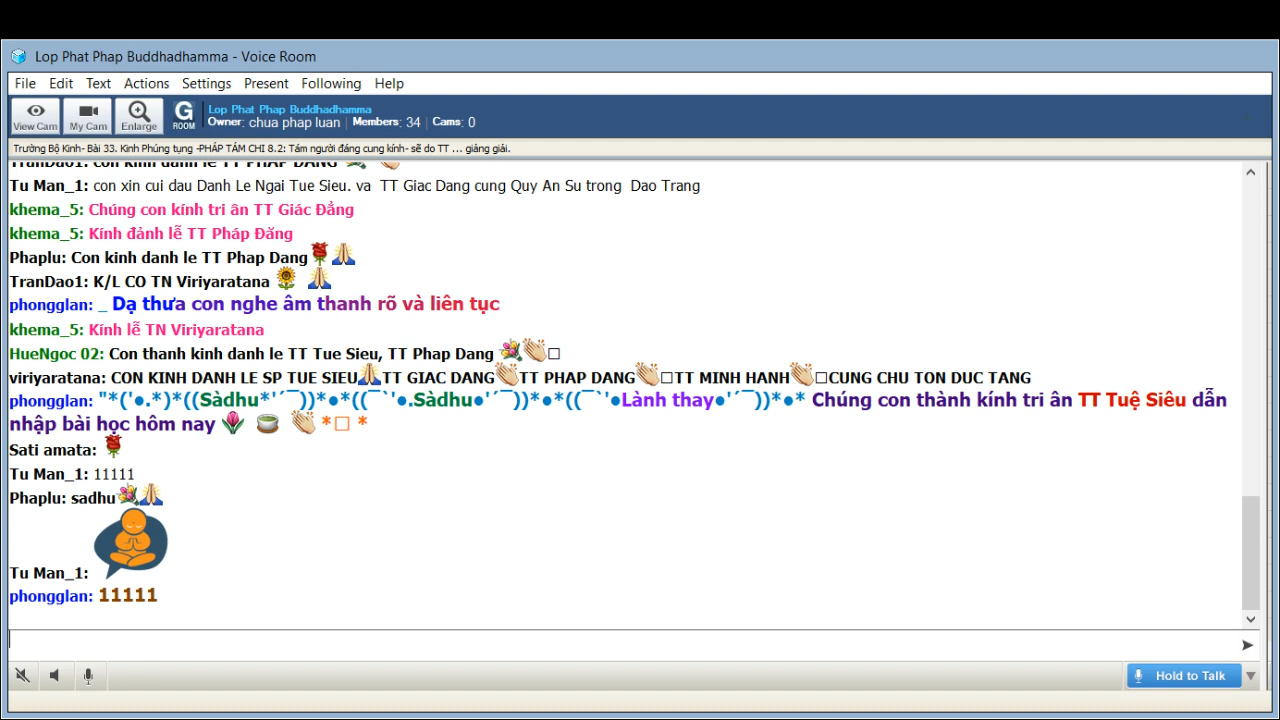 Lop Phat Phap Buddhadhamma - Voice Room
File Edit Text Actions Settings Present Following Help
View Cam My Cam Enlarge G ROOM Lop Phat Phap Buddhadhamma
Owner: chua phap luan | Members: 34 | Cams: 0
Trường Bộ Kinh- Bài 33. Kinh Phúng tụng -PHÁP TÁM CHI 8.2: Tám người đáng cung kính- sẽ do TT ... giảng giải.
TranDao1: con kinh danh le TT PHAP DANG
Tu Man_1: con xin cui dau Danh Le Ngai Tue Sieu. va TT Giac Dang cung Quy An Su trong Dao Trang
khema_5: Chúng con kính tri ân TT Giác Đẳng
khema_5: Kính đảnh lễ TT Pháp Đăng
Phaplu: Con kinh danh le TT Phap Dang🌹🙏
TranDao1: K/L CO TN Viriyaratana 🌻 🙏
phongglan: _ Dạ thưa con nghe âm thanh rõ và liên tục
khema_5: Kính lễ TN Viriyaratana
HueNgoc 02: Con thanh kinh danh le TT Tue Sieu, TT Phap Dang 💐👏□
viriyaratana: CON KINH DANH LE SP TUE SIEU🙏TT GIAC DANG👏TT PHAP DANG👏□TT MINH HANH👏□CUNG CHU TON DUC TANG
phongglan: "*('●.*)*((Sàdhu*'´¯))*●*((¯`'●.Sàdhu●'´¯))*●*((¯`'●Lành thay●'´¯))*●* Chúng con thành kính tri ân TT Tuệ Siêu dẫn
nhập bài học hôm nay 🌷 🍵 👏 *□ *
Sati amata: 🌹
Tu Man_1: 11111
Phaplu: sadhu💐🙏
Tu Man_1:
phongglan: 11111
Hold to Talk